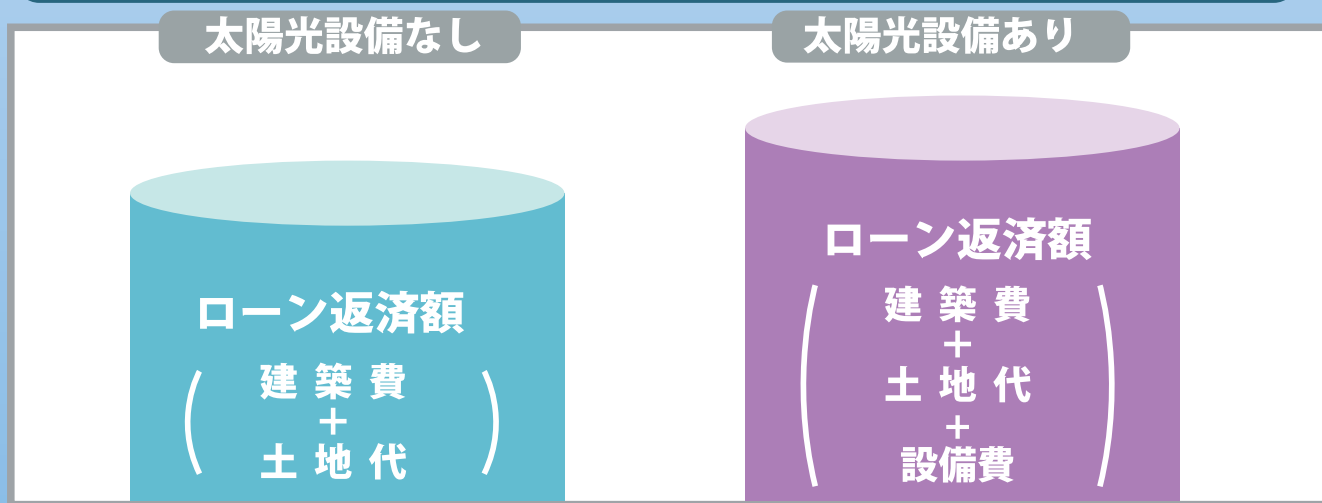 太陽光設備なし
太陽光設備あり
ローン返済額
(建築費
+
土地代)
ローン返済額
(建築費
+
土地代
+
設備費)